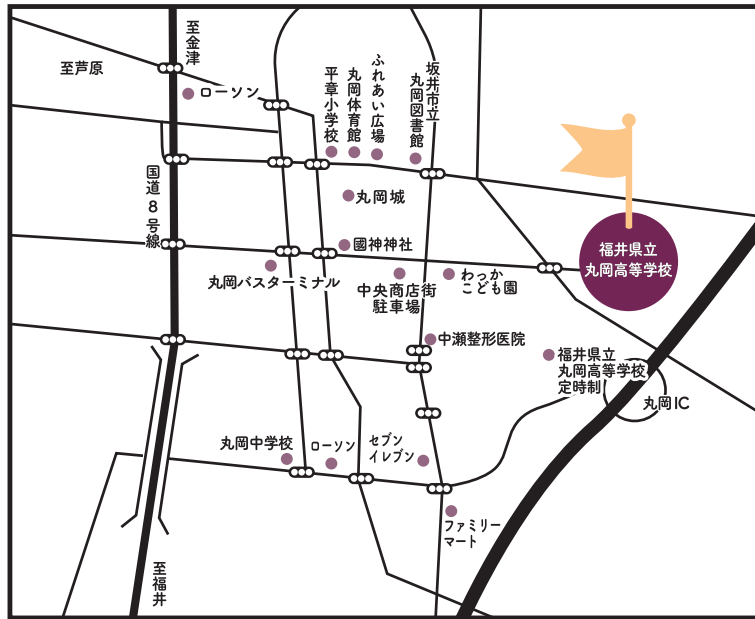 至金津
至芦原
ローソン
平章小学校
丸岡体育館
ふれあい広場
坂井市立
丸岡図書館
国道8号線
丸岡城
國神神社
丸岡バスターミナル
中央商店街
駐車場
わっか
こども園
福井県立
丸岡高等学校
中瀬整形医院
福井県立
丸岡高等学校
定時制
丸岡IC
丸岡中学校
ローソン
セブン
イレブン
ファミリー
マート
至福井